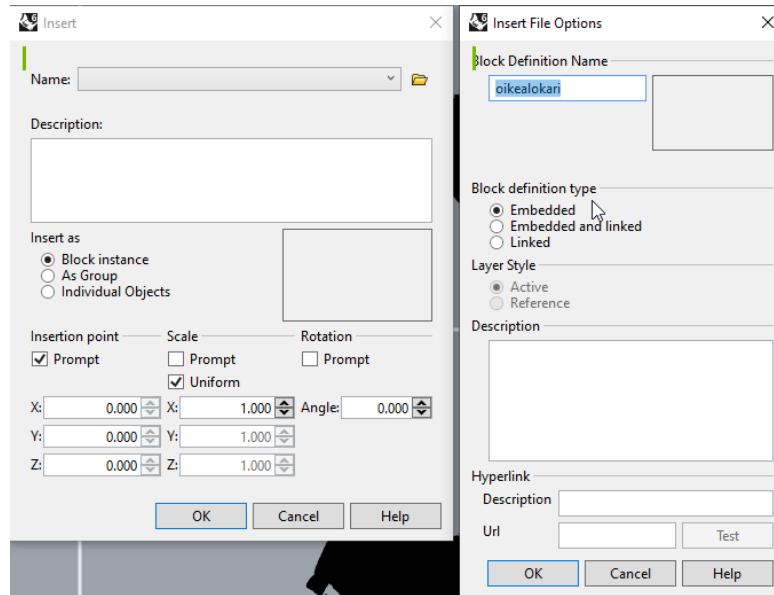 Insert
Name:
Description:
Insert as
Block instance
As Group
Individual Objects
Insertion point
Scale
Rotation
Prompt
Prompt
Prompt
Uniform
X: 0.000
X: 1.000
Angle: 0.000
Y: 0.000
Y: 1.000
Z: 0.000
Z: 1.000
OK
Cancel
Help
Insert File Options
Block Definition Name
oikealokari
Block definition type
Embedded
Embedded and linked
Linked
Layer Style
Active
Reference
Description
Hyperlink
Description
Url
Test
OK
Cancel
Help